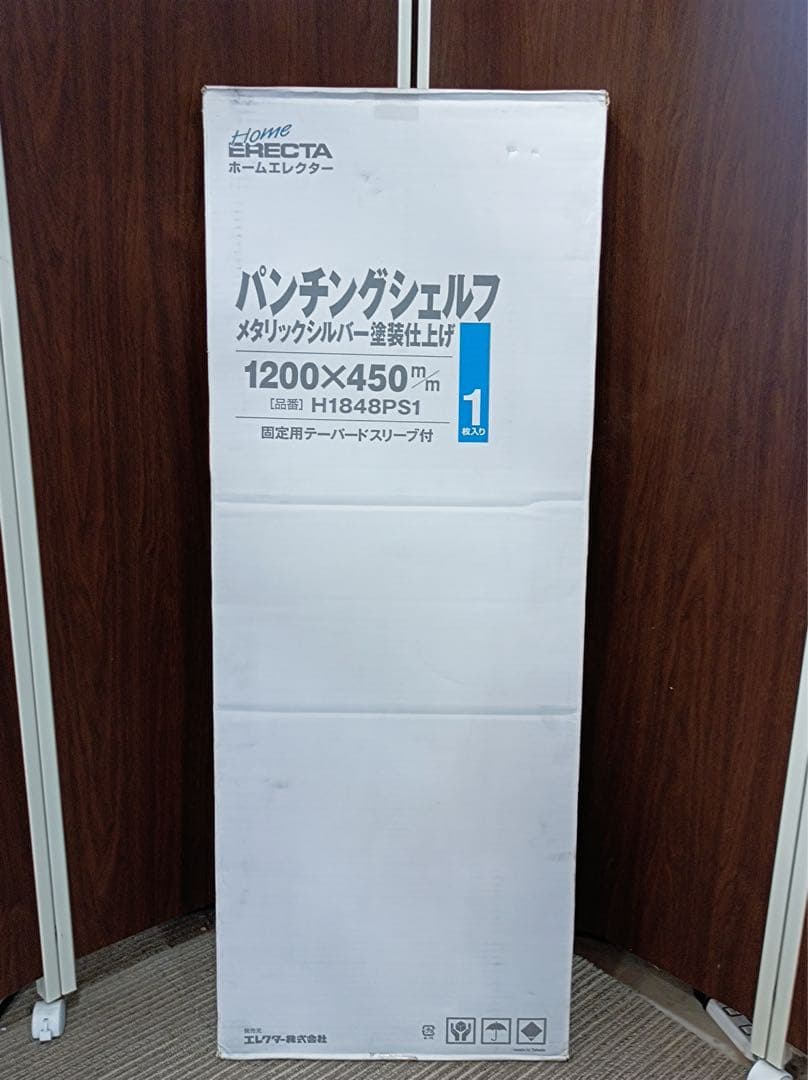 Home
ERECTA
ホームエレクター
パンチングシェルフ
メタリックシルバー塗装仕上げ
1200×450m/m
[品番] H1848PS1
1
枚入り
固定用テーパードスリーブ付
発売元
エレクター株式会社